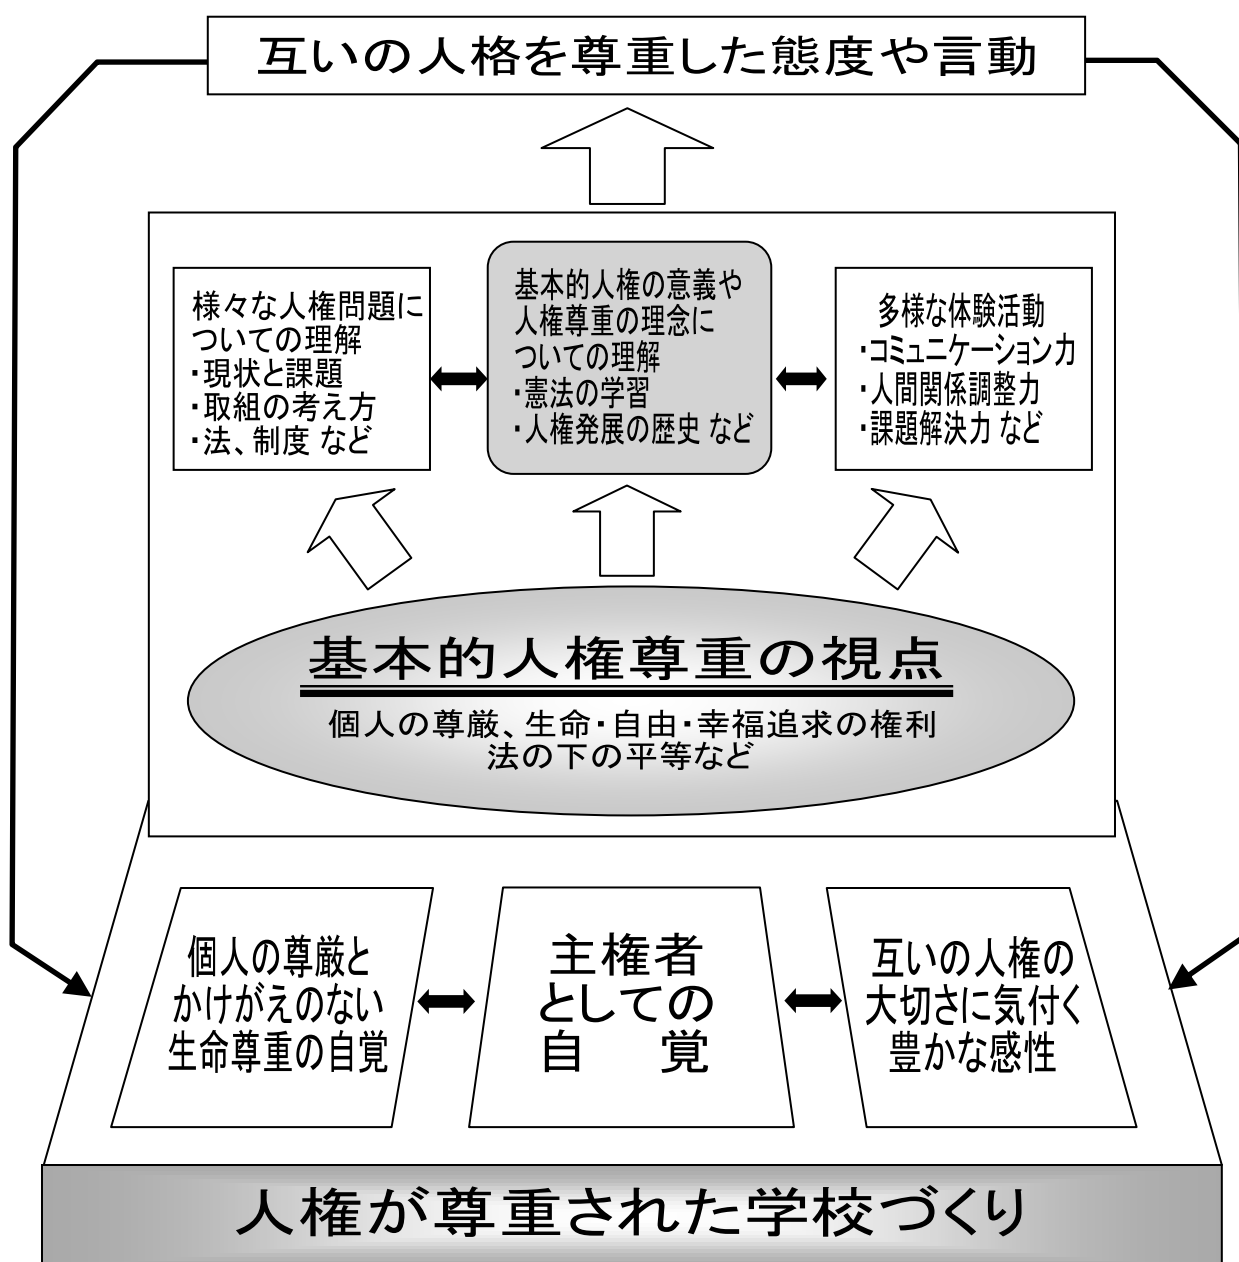 互いの人格を尊重した態度や言動
様々な人権問題に
ついての理解
・現状と課題
・取組の考え方
・法、制度 など
基本的人権の意義や
人権尊重の理念に
ついての理解
・憲法の学習
・人権発展の歴史 など
多様な体験活動
・コミュニケーション力
・人間関係調整力
・課題解決力 など
基本的人権尊重の視点
個人の尊厳、生命・自由・幸福追求の権利
法の下の平等など
個人の尊厳と
かけがえのない
生命尊重の自覚
主権者
としての
自　覚
互いの人権の
大切さに気付く
豊かな感性
人権が尊重された学校づくり